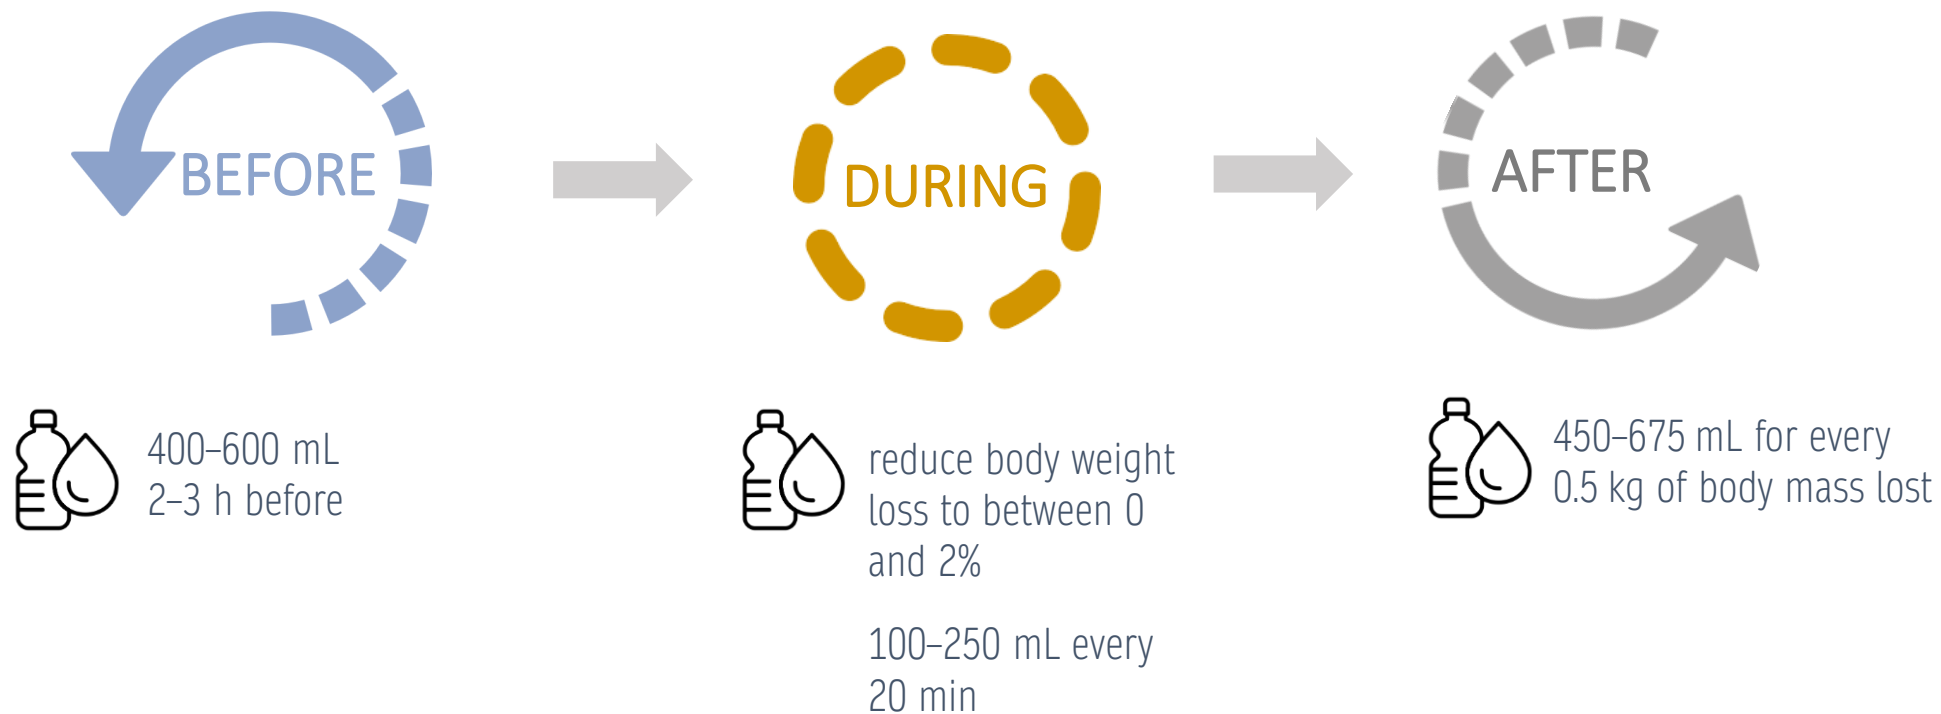 BEFORE
400–600 mL
2–3 h before
DURING
reduce body weight
loss to between 0
and 2%
100–250 mL every
20 min
AFTER
450–675 mL for every
0.5 kg of body mass lost